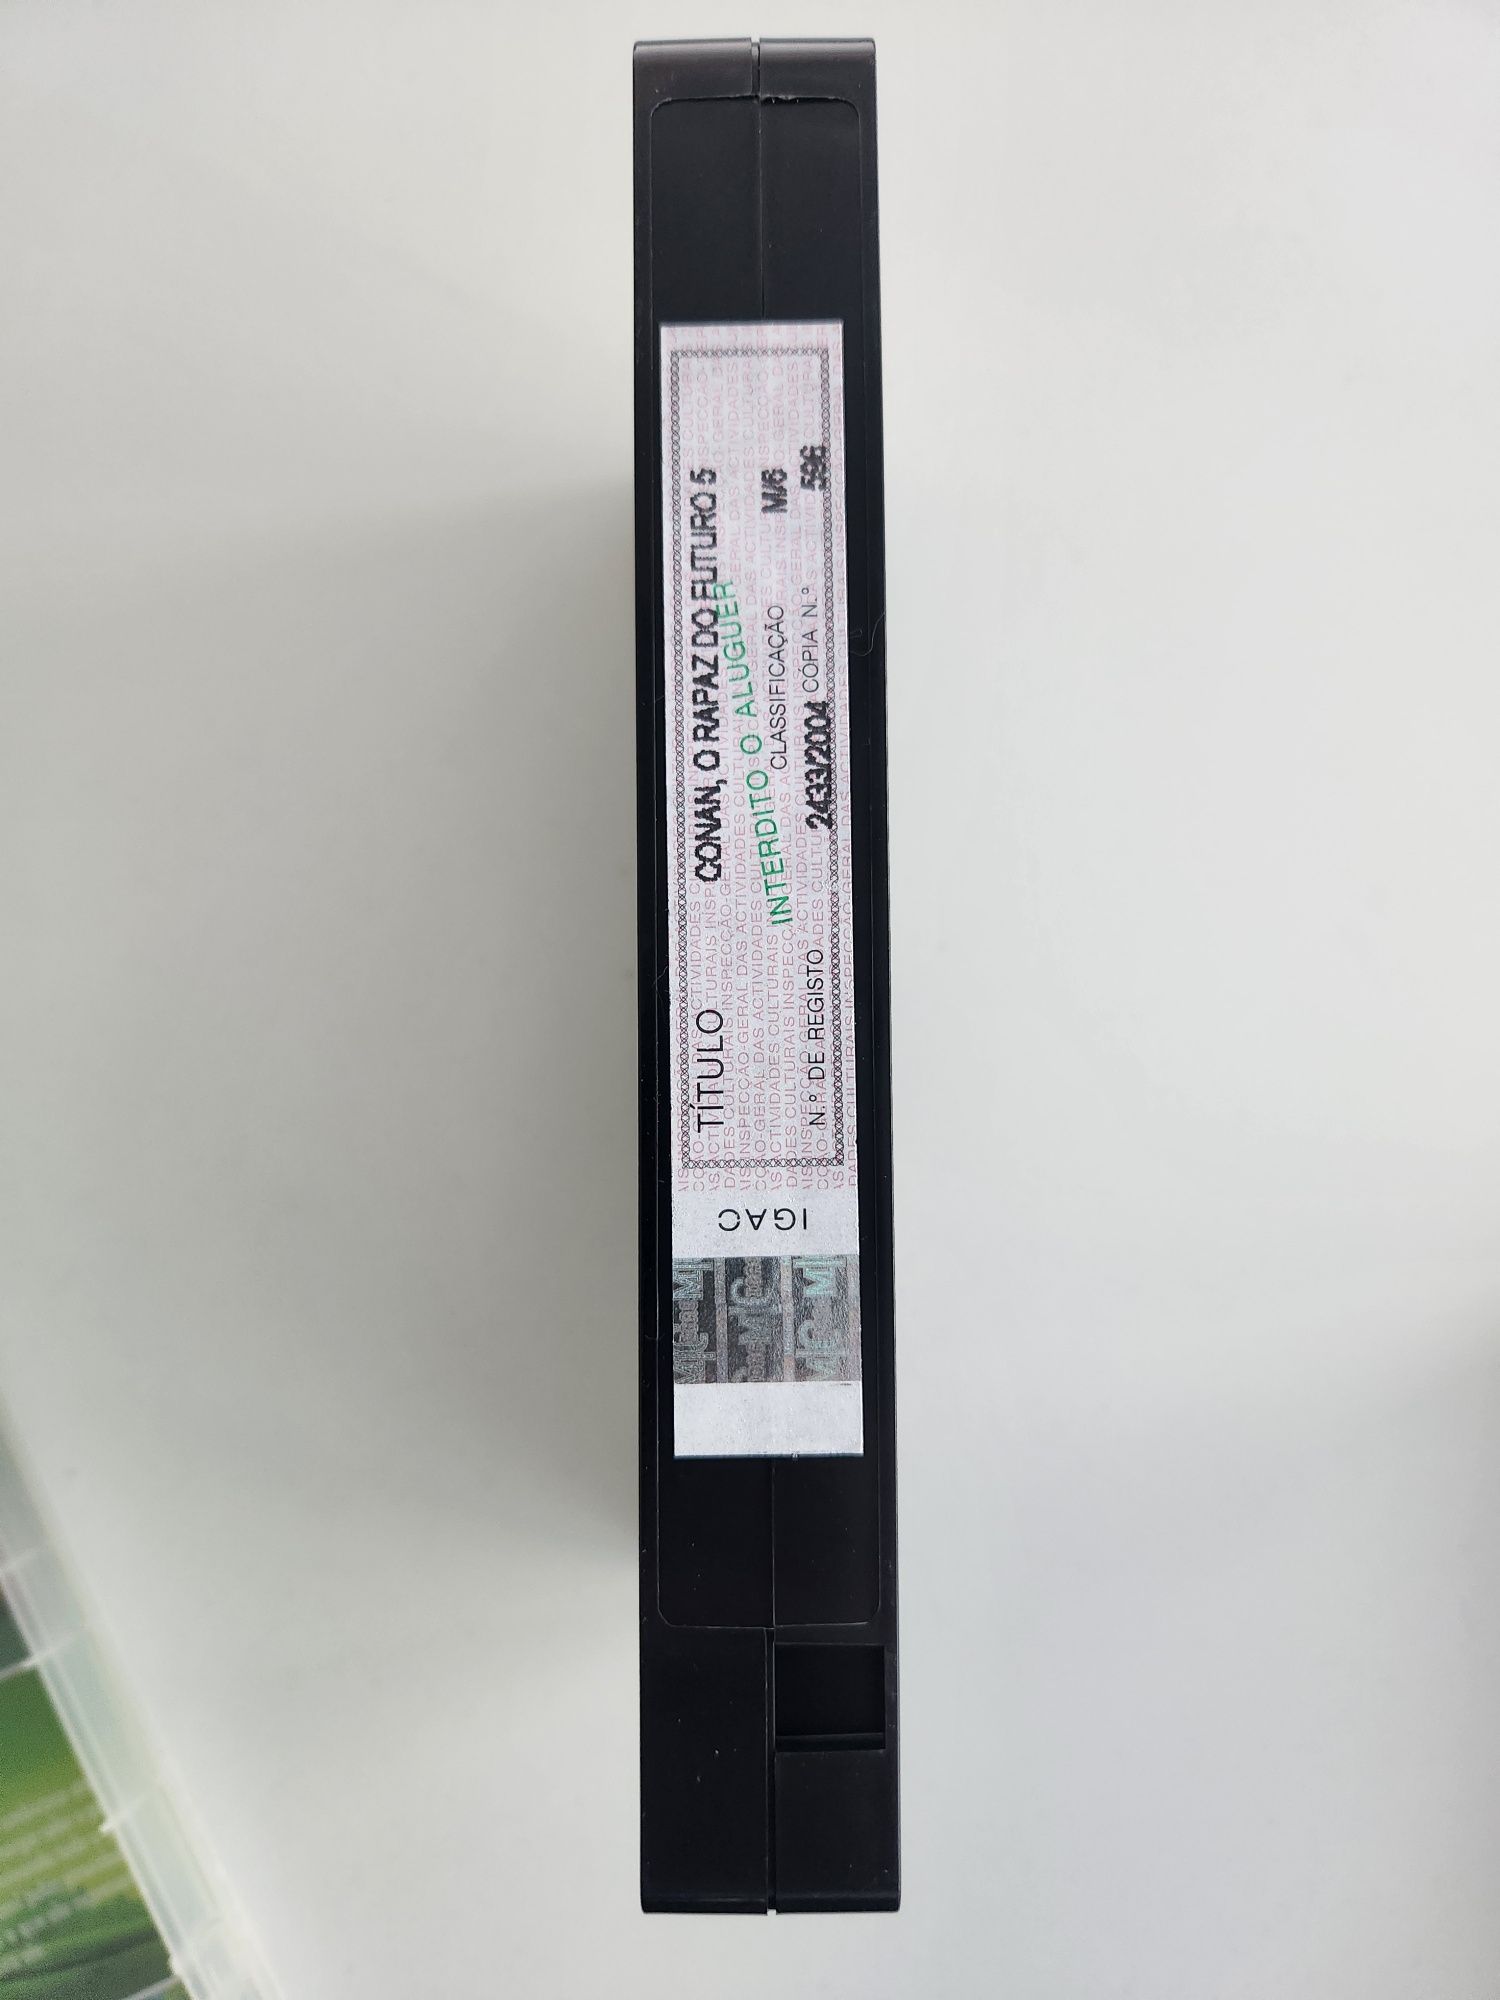 TÍTULO CONAN, O RAPAZ DO FUTURO 5
INTERDITO O ALUGUER
CLASSIFICAÇÃO M/6
N.º DE REGISTO 2433/2004 CÓPIA N.º 596
IGAC